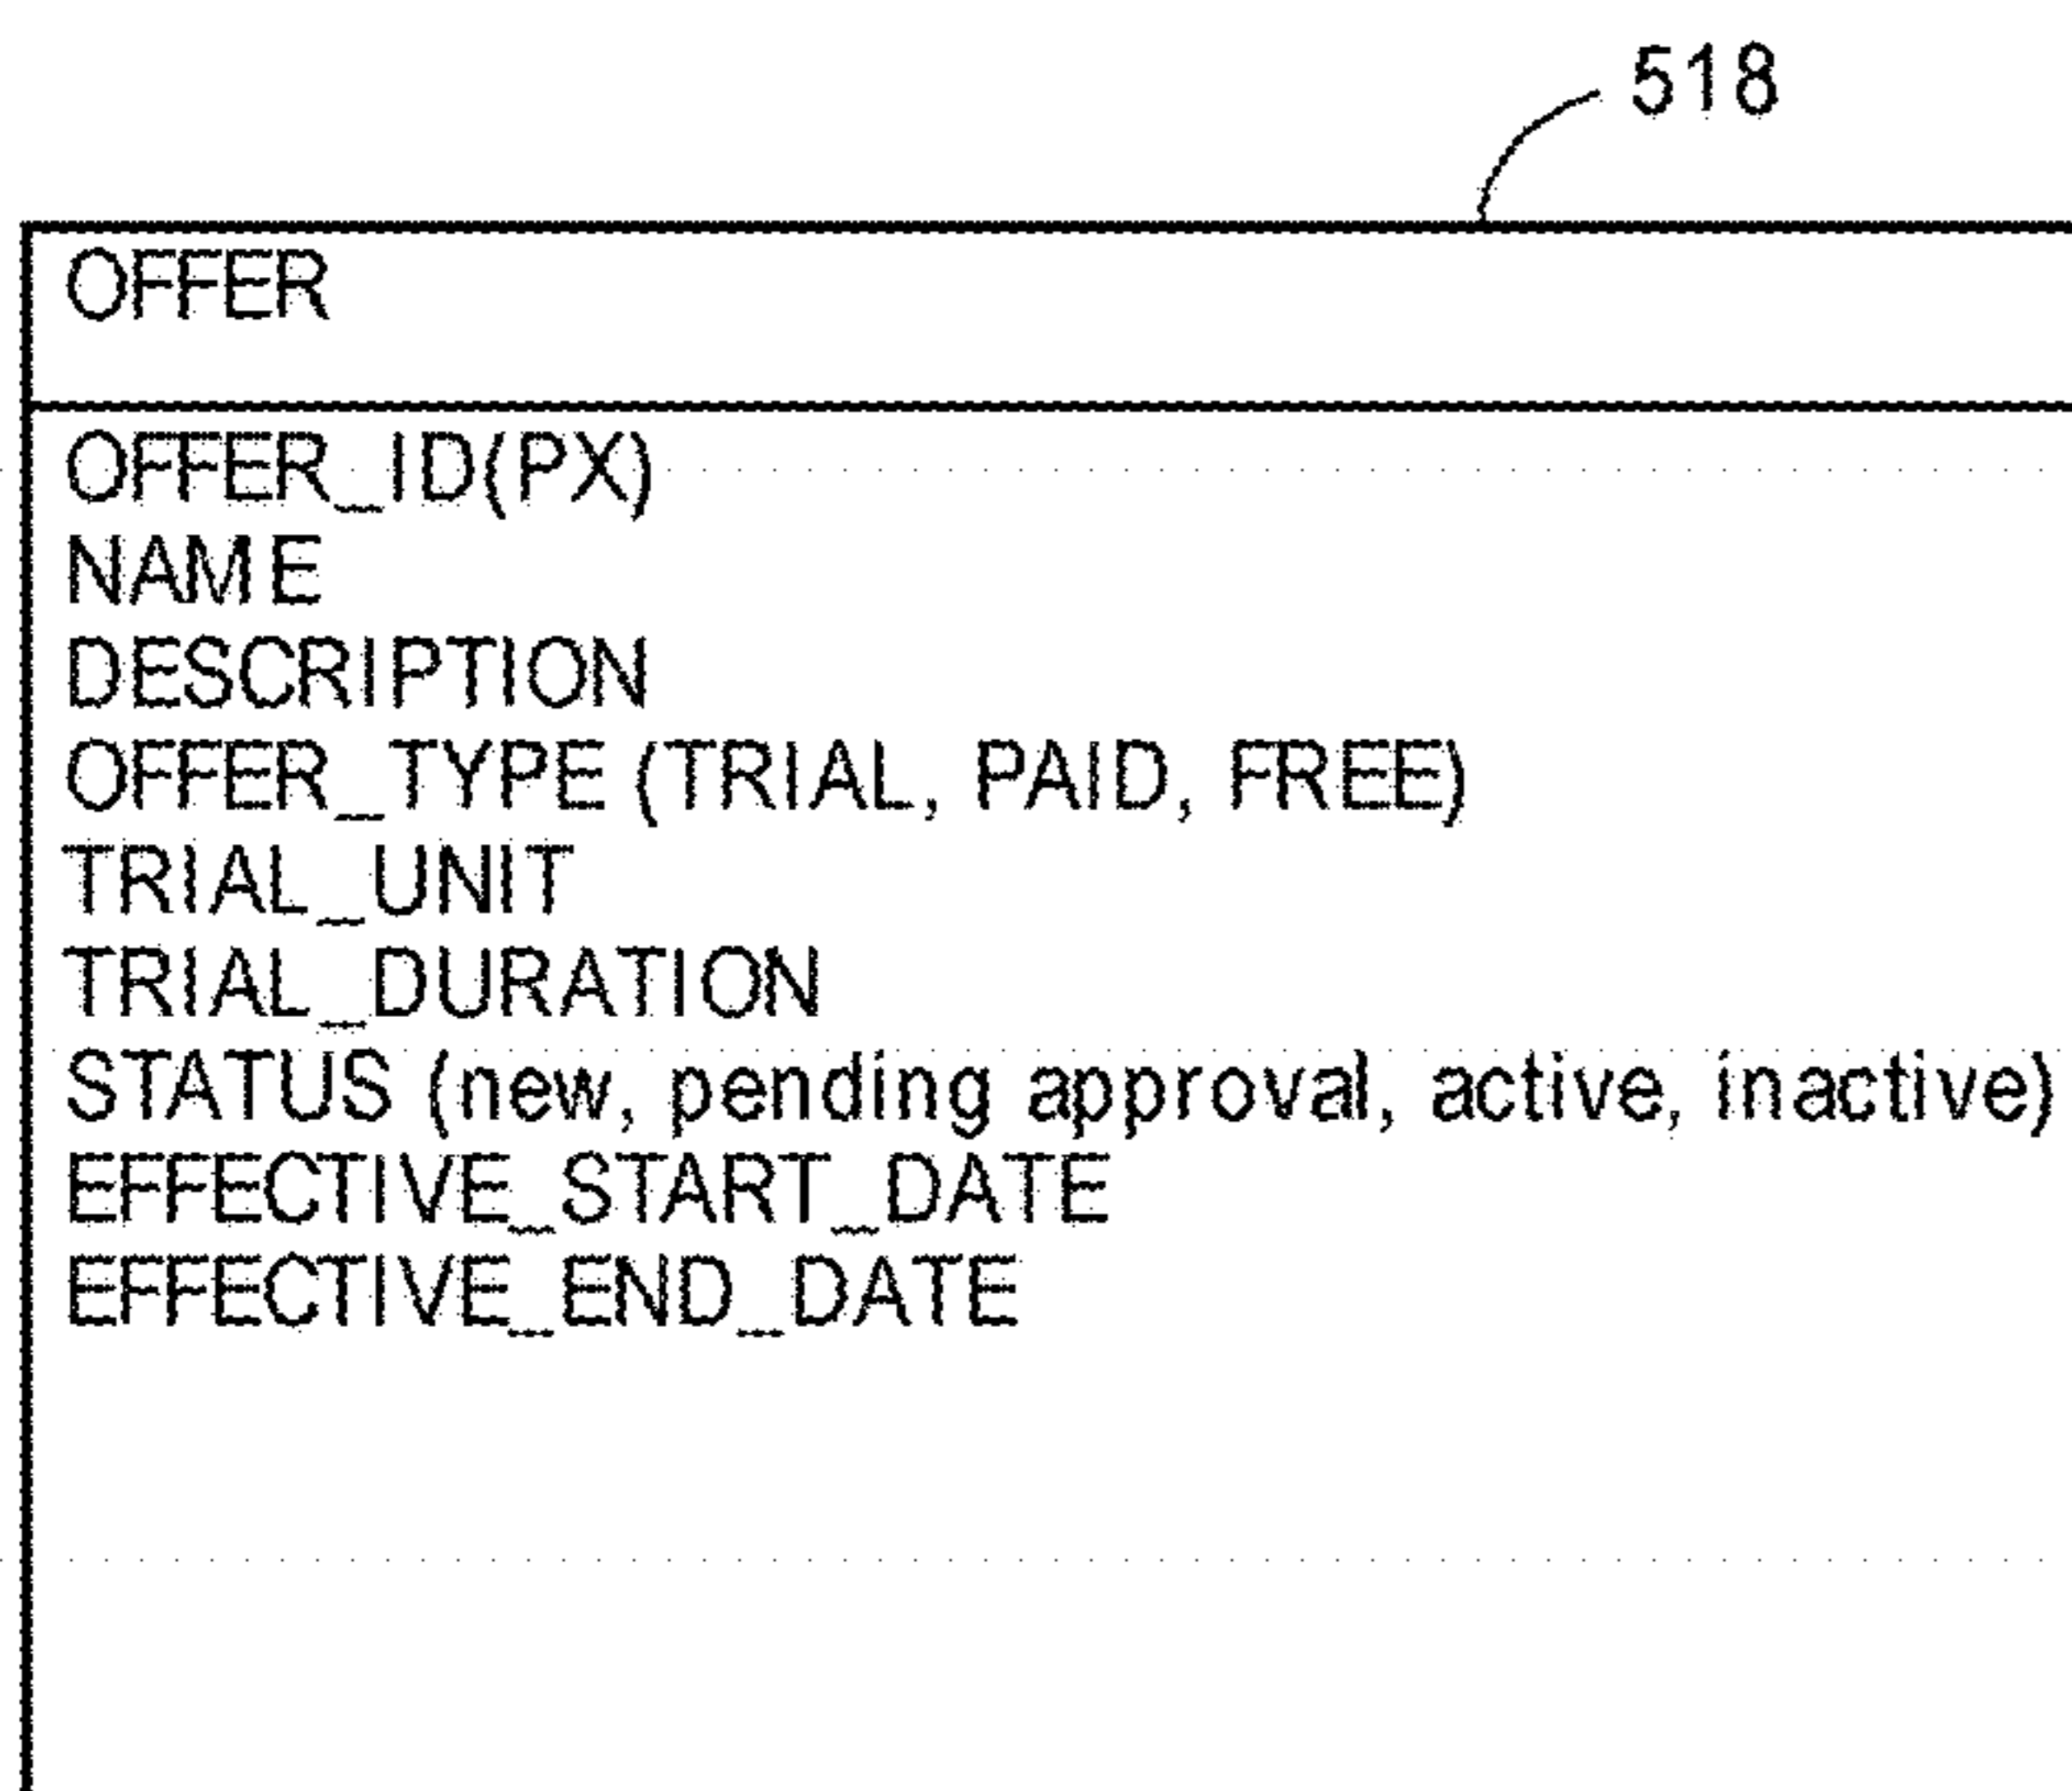 518
OFFER
OFFER_ID(PX)
NAME
DESCRIPTION
OFFER_TYPE (TRIAL, PAID, FREE)
TRIAL_UNIT
TRIAL_DURATION
STATUS (new, pending approval, active, inactive)
EFFECTIVE_START_DATE
EFFECTIVE_END_DATE